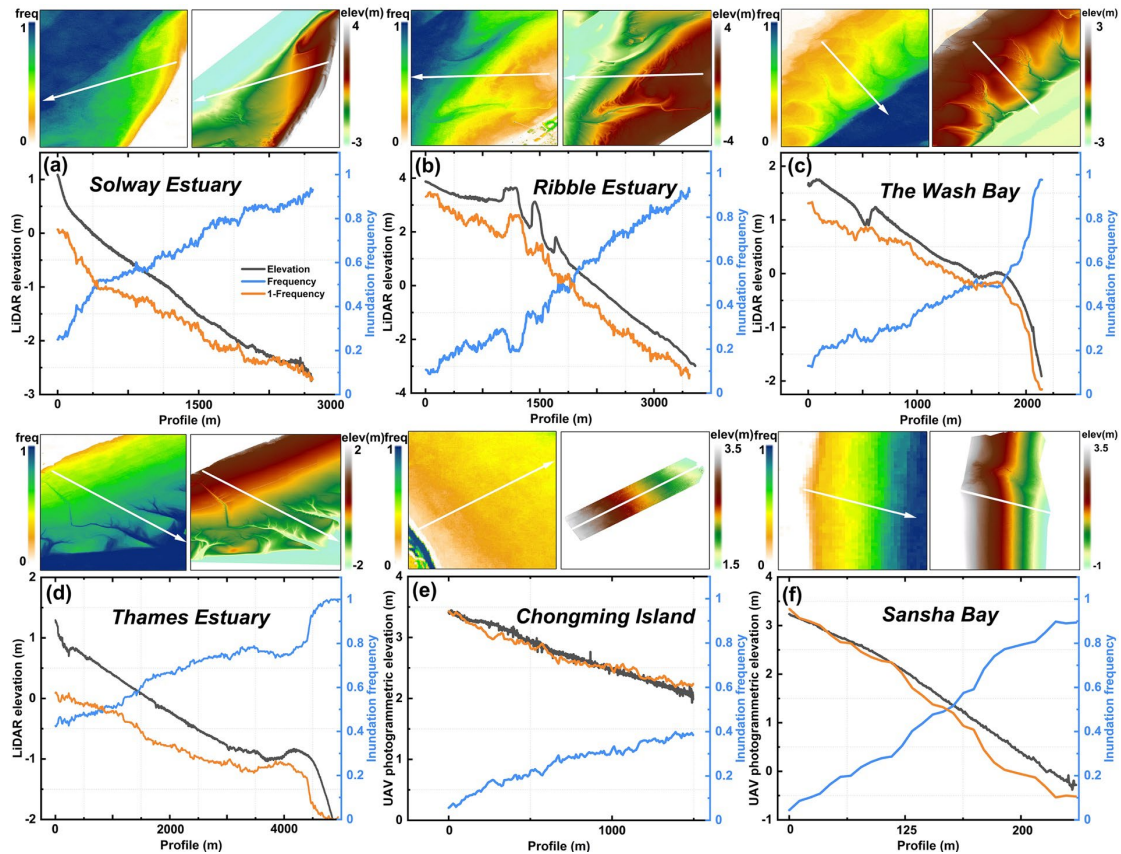 freq
1
0
elev(m)
4
-3
freq
1
0
elev(m)
4
-4
freq
1
0
elev(m)
3
-3
(a)
Solway Estuary
LiDAR elevation (m)
1
0
-1
-2
-3
0
1500
3000
Profile (m)
Elevation
Frequency
1-Frequency
1
0.8
0.6
0.4
0.2
0
Inundation frequency
(b)
Ribble Estuary
LiDAR elevation (m)
4
2
0
-2
-4
0
1500
3000
Profile (m)
1
0.8
0.6
0.4
0.2
0
Inundation frequency
(c)
The Wash Bay
LiDAR elevation (m)
2
1
0
-1
-2
0
1000
2000
Profile (m)
1
0.8
0.6
0.4
0.2
0
Inundation frequency
freq
1
0
elev(m)
2
-2
freq
1
0
elev(m)
3.5
1.5
freq
1
0
elev(m)
3.5
-1
(d)
Thames Estuary
LiDAR elevation (m)
2
1
0
-1
-2
0
2000
4000
Profile (m)
1
0.8
0.6
0.4
0.2
0
Inundation frequency
(e)
Chongming Island
UAV photogrammetric elevation (m)
4
3
2
1
0
0
1000
Profile (m)
1
0.8
0.6
0.4
0.2
0
Inundation frequency
(f)
Sansha Bay
UAV photogrammetric elevation (m)
4
3
2
1
0
-1
0
125
200
Profile (m)
1
0.8
0.6
0.4
0.2
0
Inundation frequency